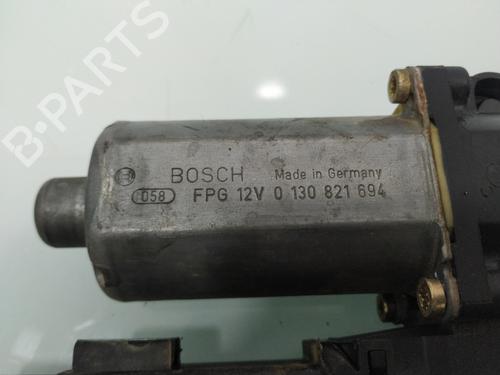 B-PARTS
BOSCH Made in Germany
058 FPG 12V 0 130 821 694